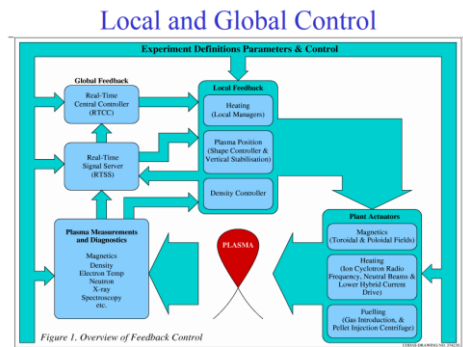 Local and Global Control
Experiment Definitions Parameters & Control
Global Feedback
Real-Time
Central Controller
(RTCC)
Real-Time
Signal Server
(RTSS)
Plasma Measurements
and Diagnostics
Magnetics
Density
Electron Temp
Neutron
X-ray
Spectroscopy
etc.
Local Feedback
Heating
(Local Managers)
Plasma Position
(Shape Controller &
Vertical Stabilisation)
Density Controller
PLASMA
Plant Actuators
Magnetics
(Toroidal & Poloidal Fields)
Heating
(Ion Cyclotron Radio
Frequency, Neutral Beams &
Lower Hybrid Current
Drive)
Fuelling
(Gas Introduction, &
Pellet Injection Centrifuge)
Figure 1. Overview of Feedback Control